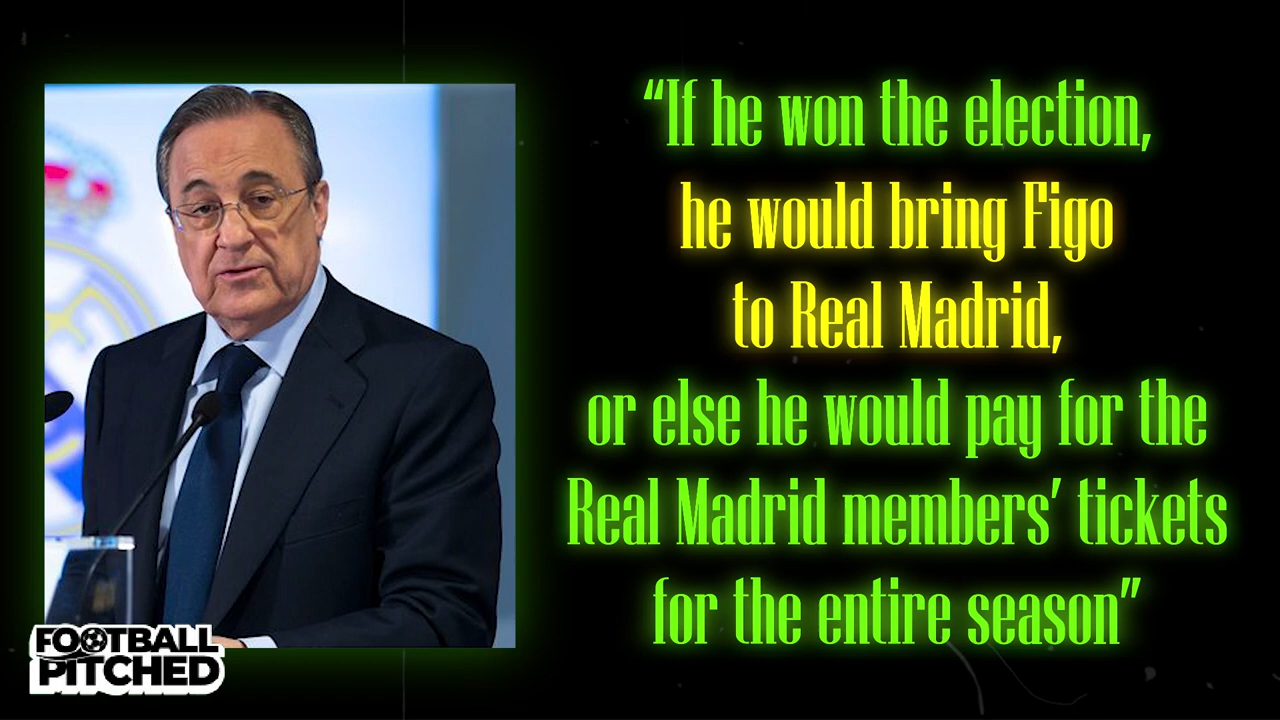 “If he won the election,
he would bring Figo
to Real Madrid,
or else he would pay for the
Real Madrid members’ tickets
for the entire season”
FOOTBALL
PITCHED